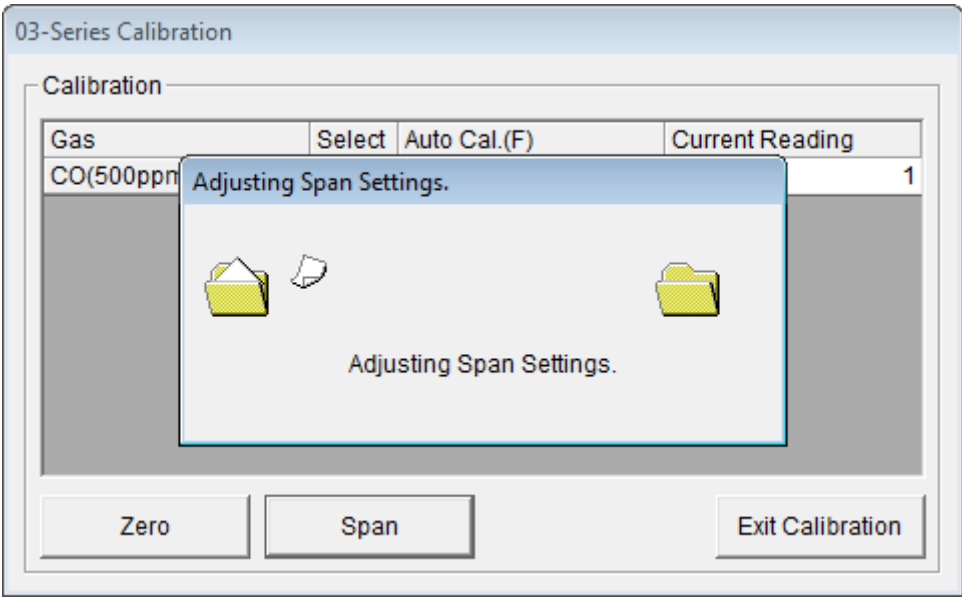 03-Series Calibration
Calibration
Gas Select Auto Cal.(F) Current Reading
CO(500ppm 1
Adjusting Span Settings.
Adjusting Span Settings.
Zero Span Exit Calibration